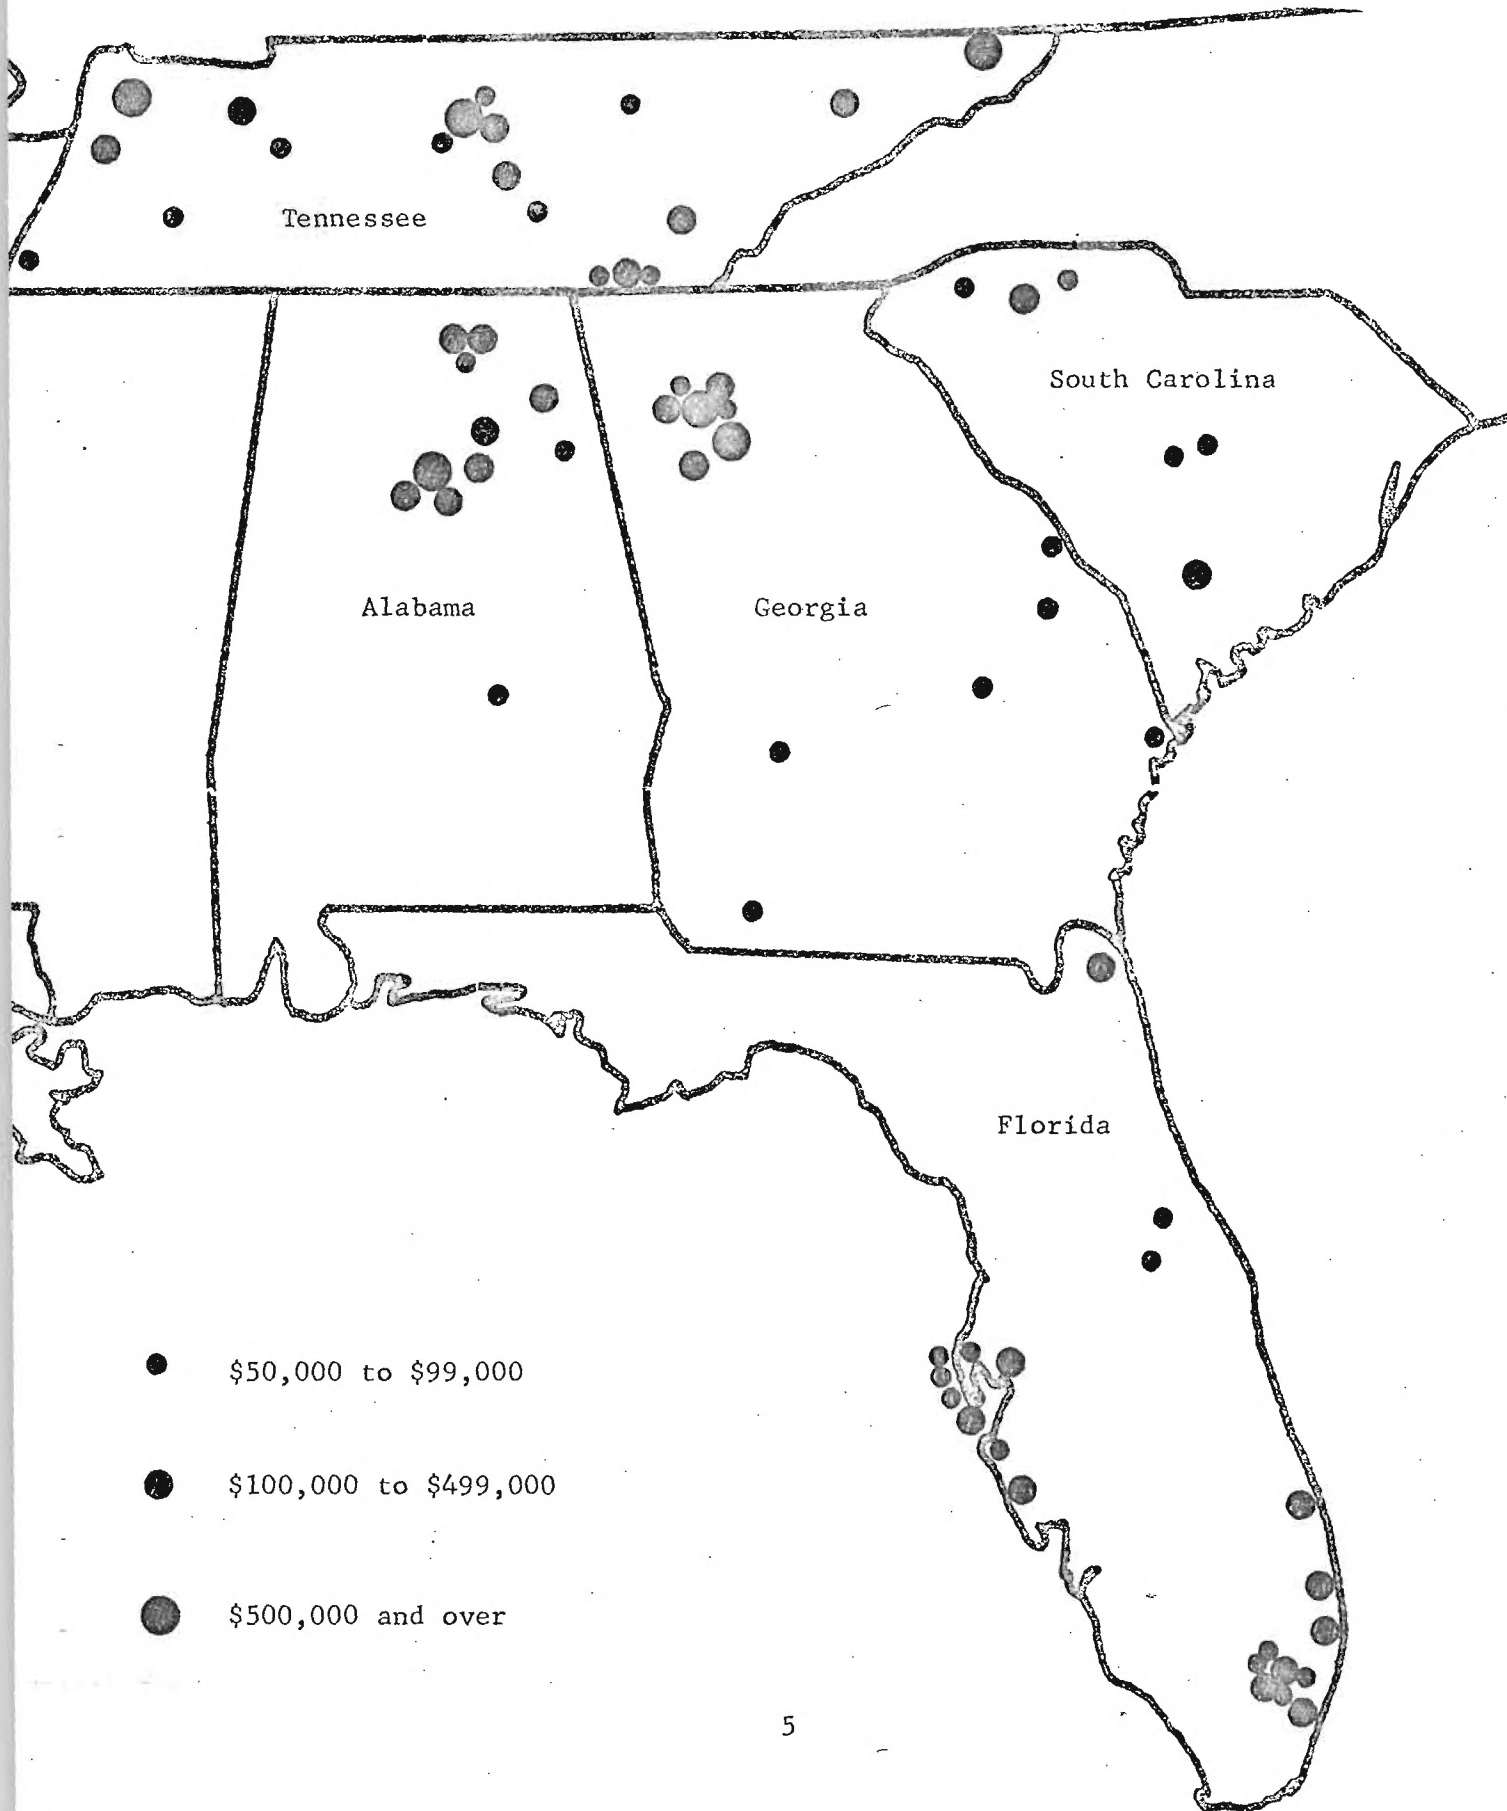 Tennessee
South Carolina
Alabama
Georgia
Florida
$50,000 to $99,000
$100,000 to $499,000
$500,000 and over
5